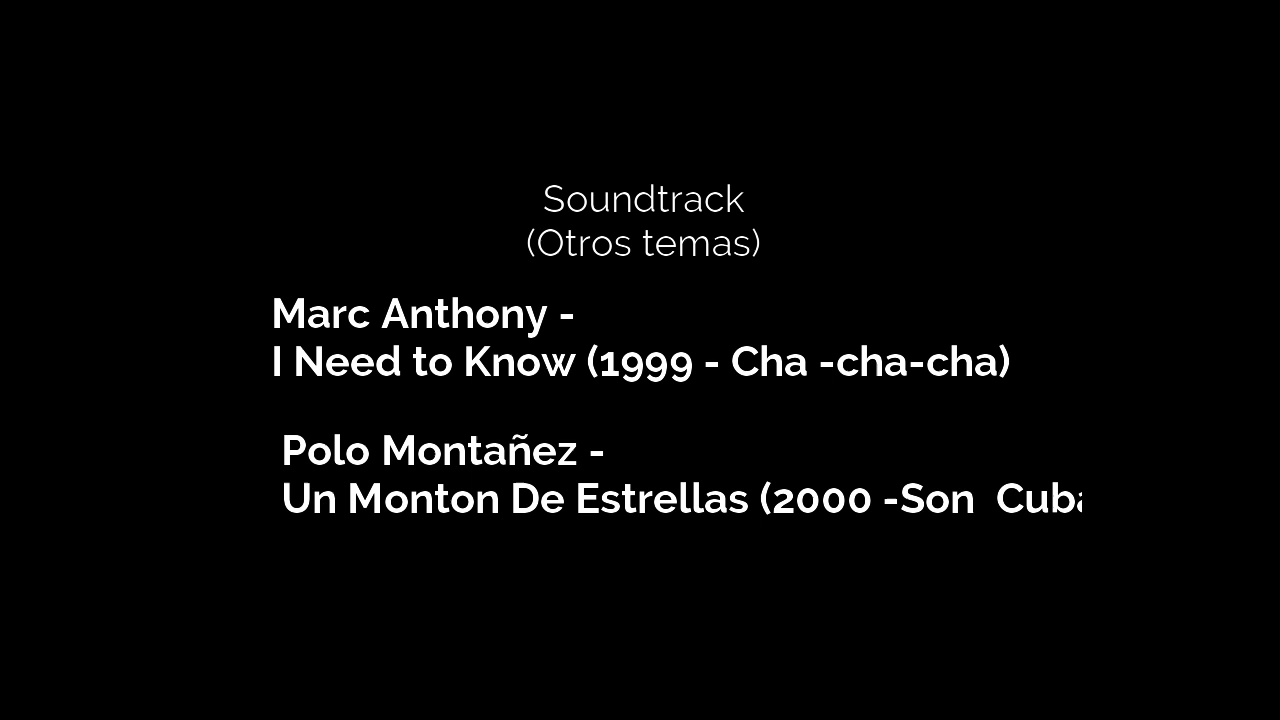 Soundtrack
(Otros temas)
Marc Anthony -
I Need to Know (1999 - Cha -cha-cha)
Polo Montañez -
Un Monton De Estrellas (2000 -Son Cuba